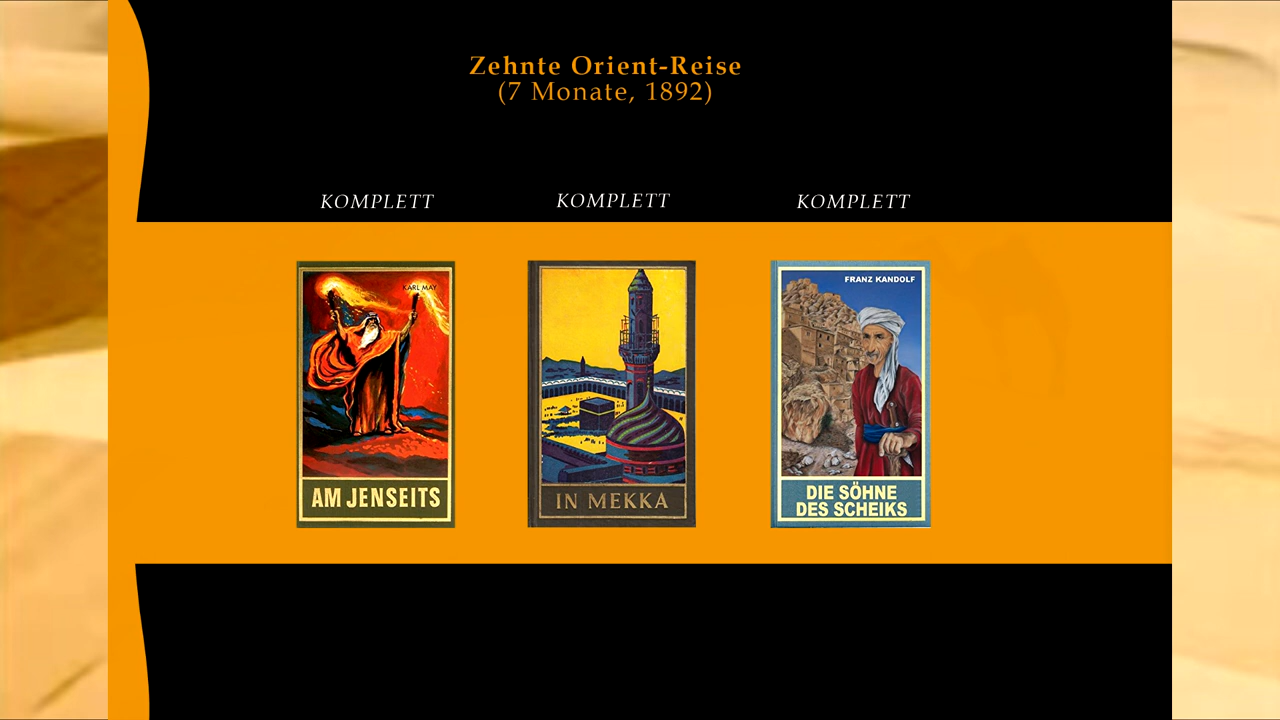 Zehnte Orient-Reise
(7 Monate, 1892)
KOMPLETT
KOMPLETT
KOMPLETT
KARL MAY
AM JENSEITS
IN MEKKA
FRANZ KANDOLF
DIE SÖHNE
DES SCHEIKS